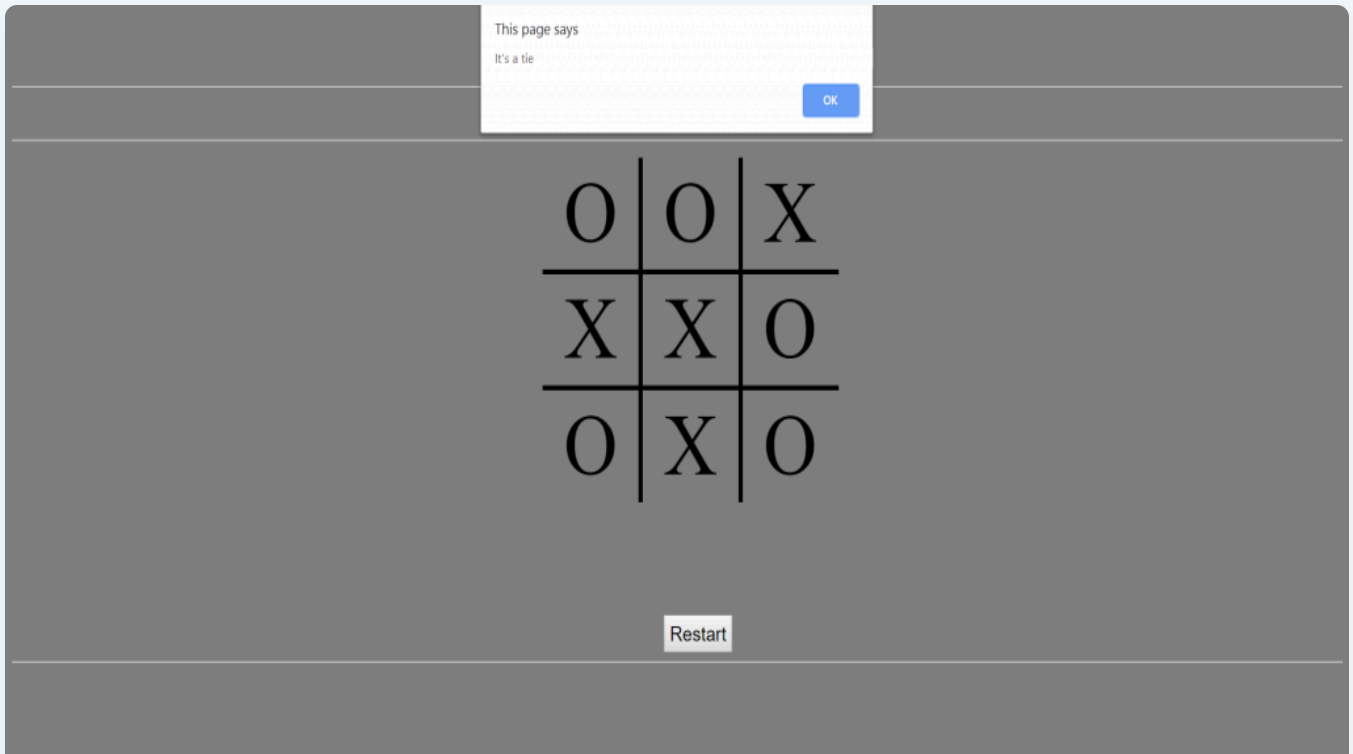 This page says
It's a tie
OK
O O X
X X O
O X O
Restart